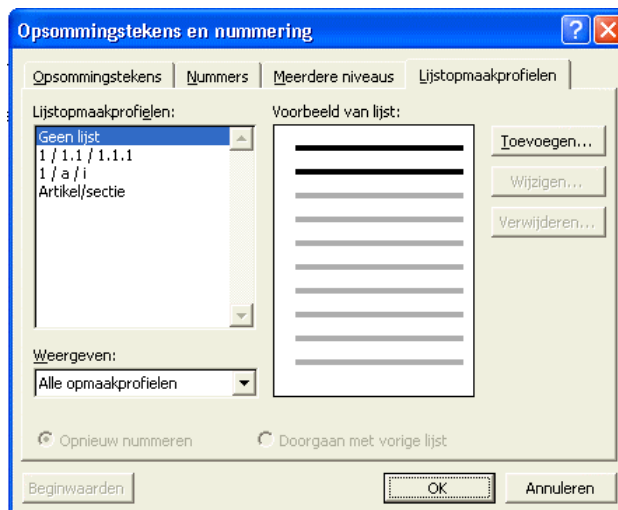 Opsommingstekens en nummering
Opsommingstekens Nummers Meerdere niveaus Lijstopmaakprofielen
Lijstopmaakprofielen:
Geen lijst
1 / 1.1 / 1.1.1
1 / a / i
Artikel/sectie
Voorbeeld van lijst:
Toevoegen...
Wijzigen...
Verwijderen...
Weergeven:
Alle opmaakprofielen
Opnieuw nummeren Doorgaan met vorige lijst
Beginwaarden OK Annuleren